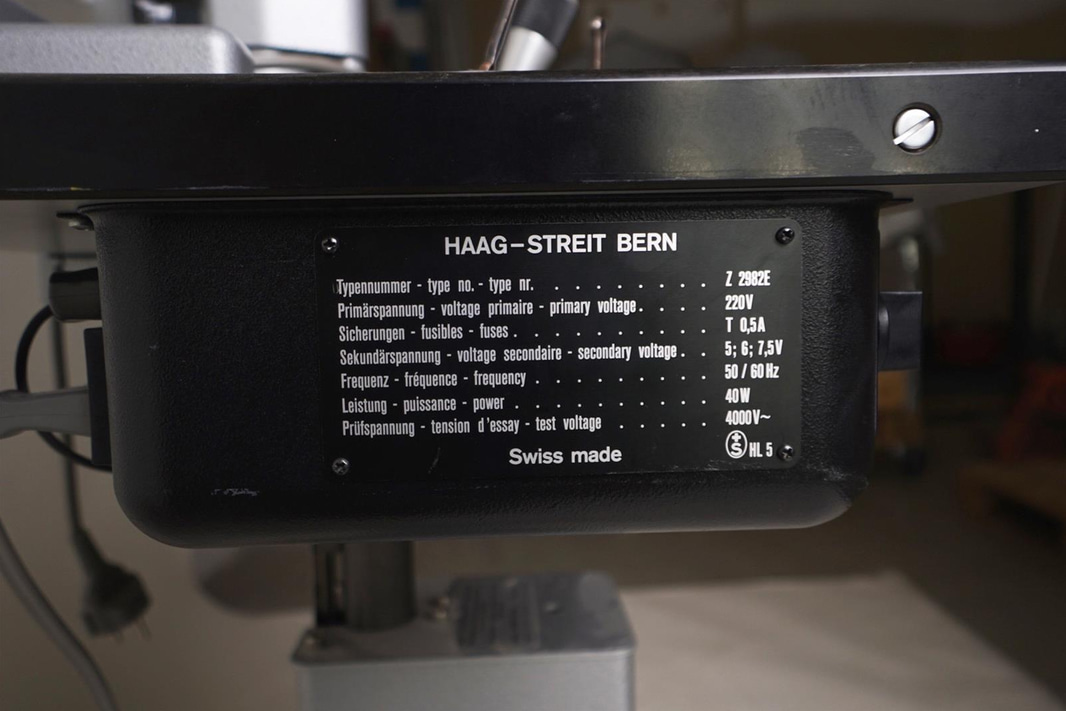 HAAG-STREIT BERN
Typennummer - type no. - type nr. . . . . . . . . Z 2982E
Primärspannung - voltage primaire - primary voltage. . . . 220V
Sicherungen - fusibles - fuses . . . . . . . . . . T 0,5A
Sekundärspannung - voltage secondaire - secondary voltage. . 5; 6; 7,5V
Frequenz - fréquence - frequency . . . . . . . . . 50 / 60 Hz
Leistung - puissance - power . . . . . . . . . . 40W
Prüfspannung - tension d'essay - test voltage . . . . . 4000V~
Swiss made
+S HL 5